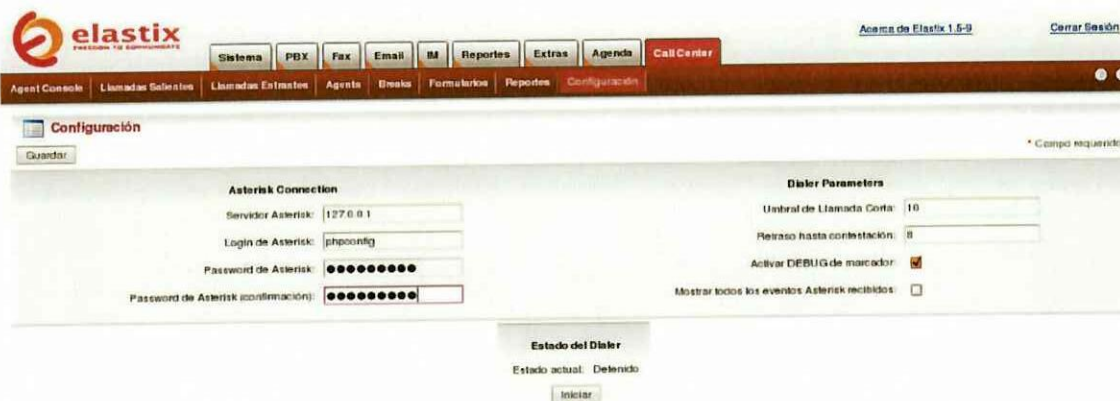 elastix
FREEDOM TO COMMUNICATE
Acerca de Elastix 1.5-9
Cerrar Sesión
Sistema
PBX
Fax
Email
IM
Reportes
Extras
Agenda
Call Center
Agent Console
Llamadas Salientes
Llamadas Entrantes
Agents
Breaks
Formularios
Reportes
Configuración
Configuración
Guardar
* Campo requerido
Asterisk Connection
Servidor Asterisk: 127.0.0.1
Login de Asterisk: phpconfig
Password de Asterisk: ●●●●●●●●●
Password de Asterisk (confirmación): ●●●●●●●●●
Dialer Parameters
Umbral de Llamada Corta: 10
Retraso hasta contestación: 8
Activar DEBUG de marcador:
Mostrar todos los eventos Asterisk recibidos:
Estado del Dialer
Estado actual: Detenido
Iniciar